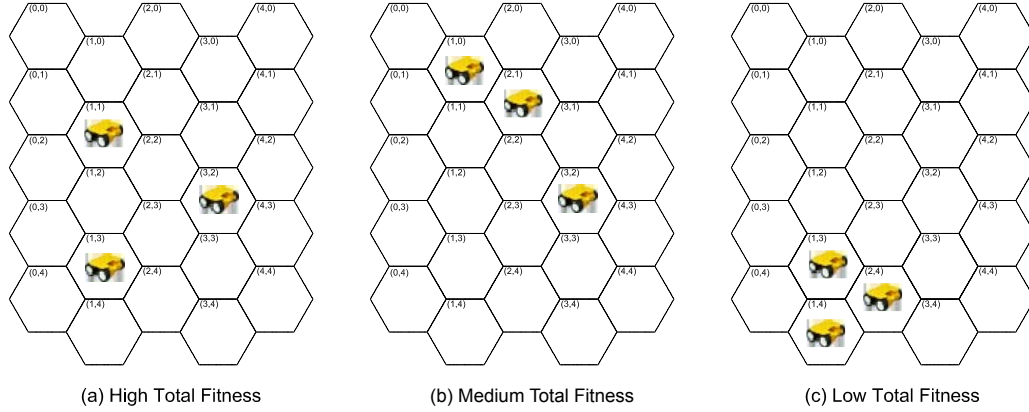 (0,0) (2,0) (4,0)
(1,0) (3,0)
(0,1) (2,1) (4,1)
(1,1) (3,1)
(0,2) (2,2) (4,2)
(1,2) (3,2)
(0,3) (2,3) (4,3)
(1,3) (3,3)
(0,4) (2,4) (4,4)
(1,4) (3,4)
(a) High Total Fitness
(0,0) (2,0) (4,0)
(1,0) (3,0)
(0,1) (2,1) (4,1)
(1,1) (3,1)
(0,2) (2,2) (4,2)
(1,2) (3,2)
(0,3) (2,3) (4,3)
(1,3) (3,3)
(0,4) (2,4) (4,4)
(1,4) (3,4)
(b) Medium Total Fitness
(0,0) (2,0) (4,0)
(1,0) (3,0)
(0,1) (2,1) (4,1)
(1,1) (3,1)
(0,2) (2,2) (4,2)
(1,2) (3,2)
(0,3) (2,3) (4,3)
(1,3) (3,3)
(0,4) (2,4) (4,4)
(1,4) (3,4)
(c) Low Total Fitness